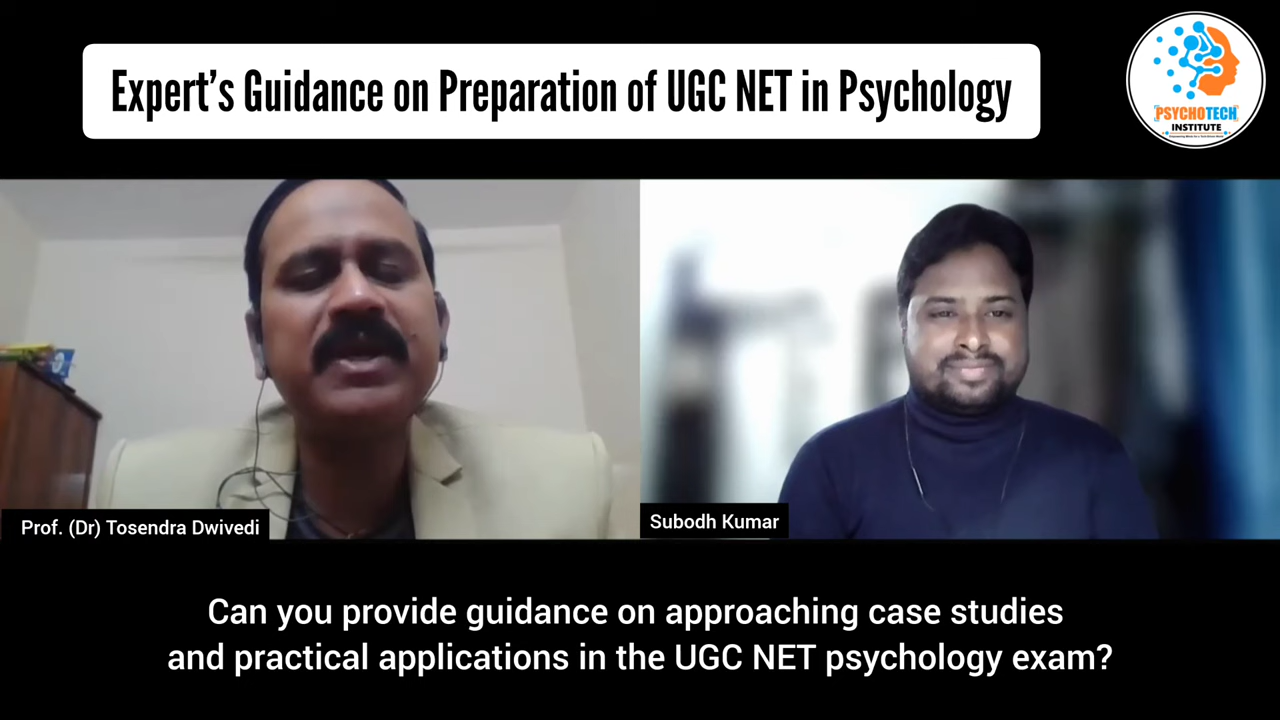 Expert’s Guidance on Preparation of UGC NET in Psychology
PSYCHOTECH
INSTITUTE
Prof. (Dr) Tosendra Dwivedi
Subodh Kumar
Can you provide guidance on approaching case studies
and practical applications in the UGC NET psychology exam?